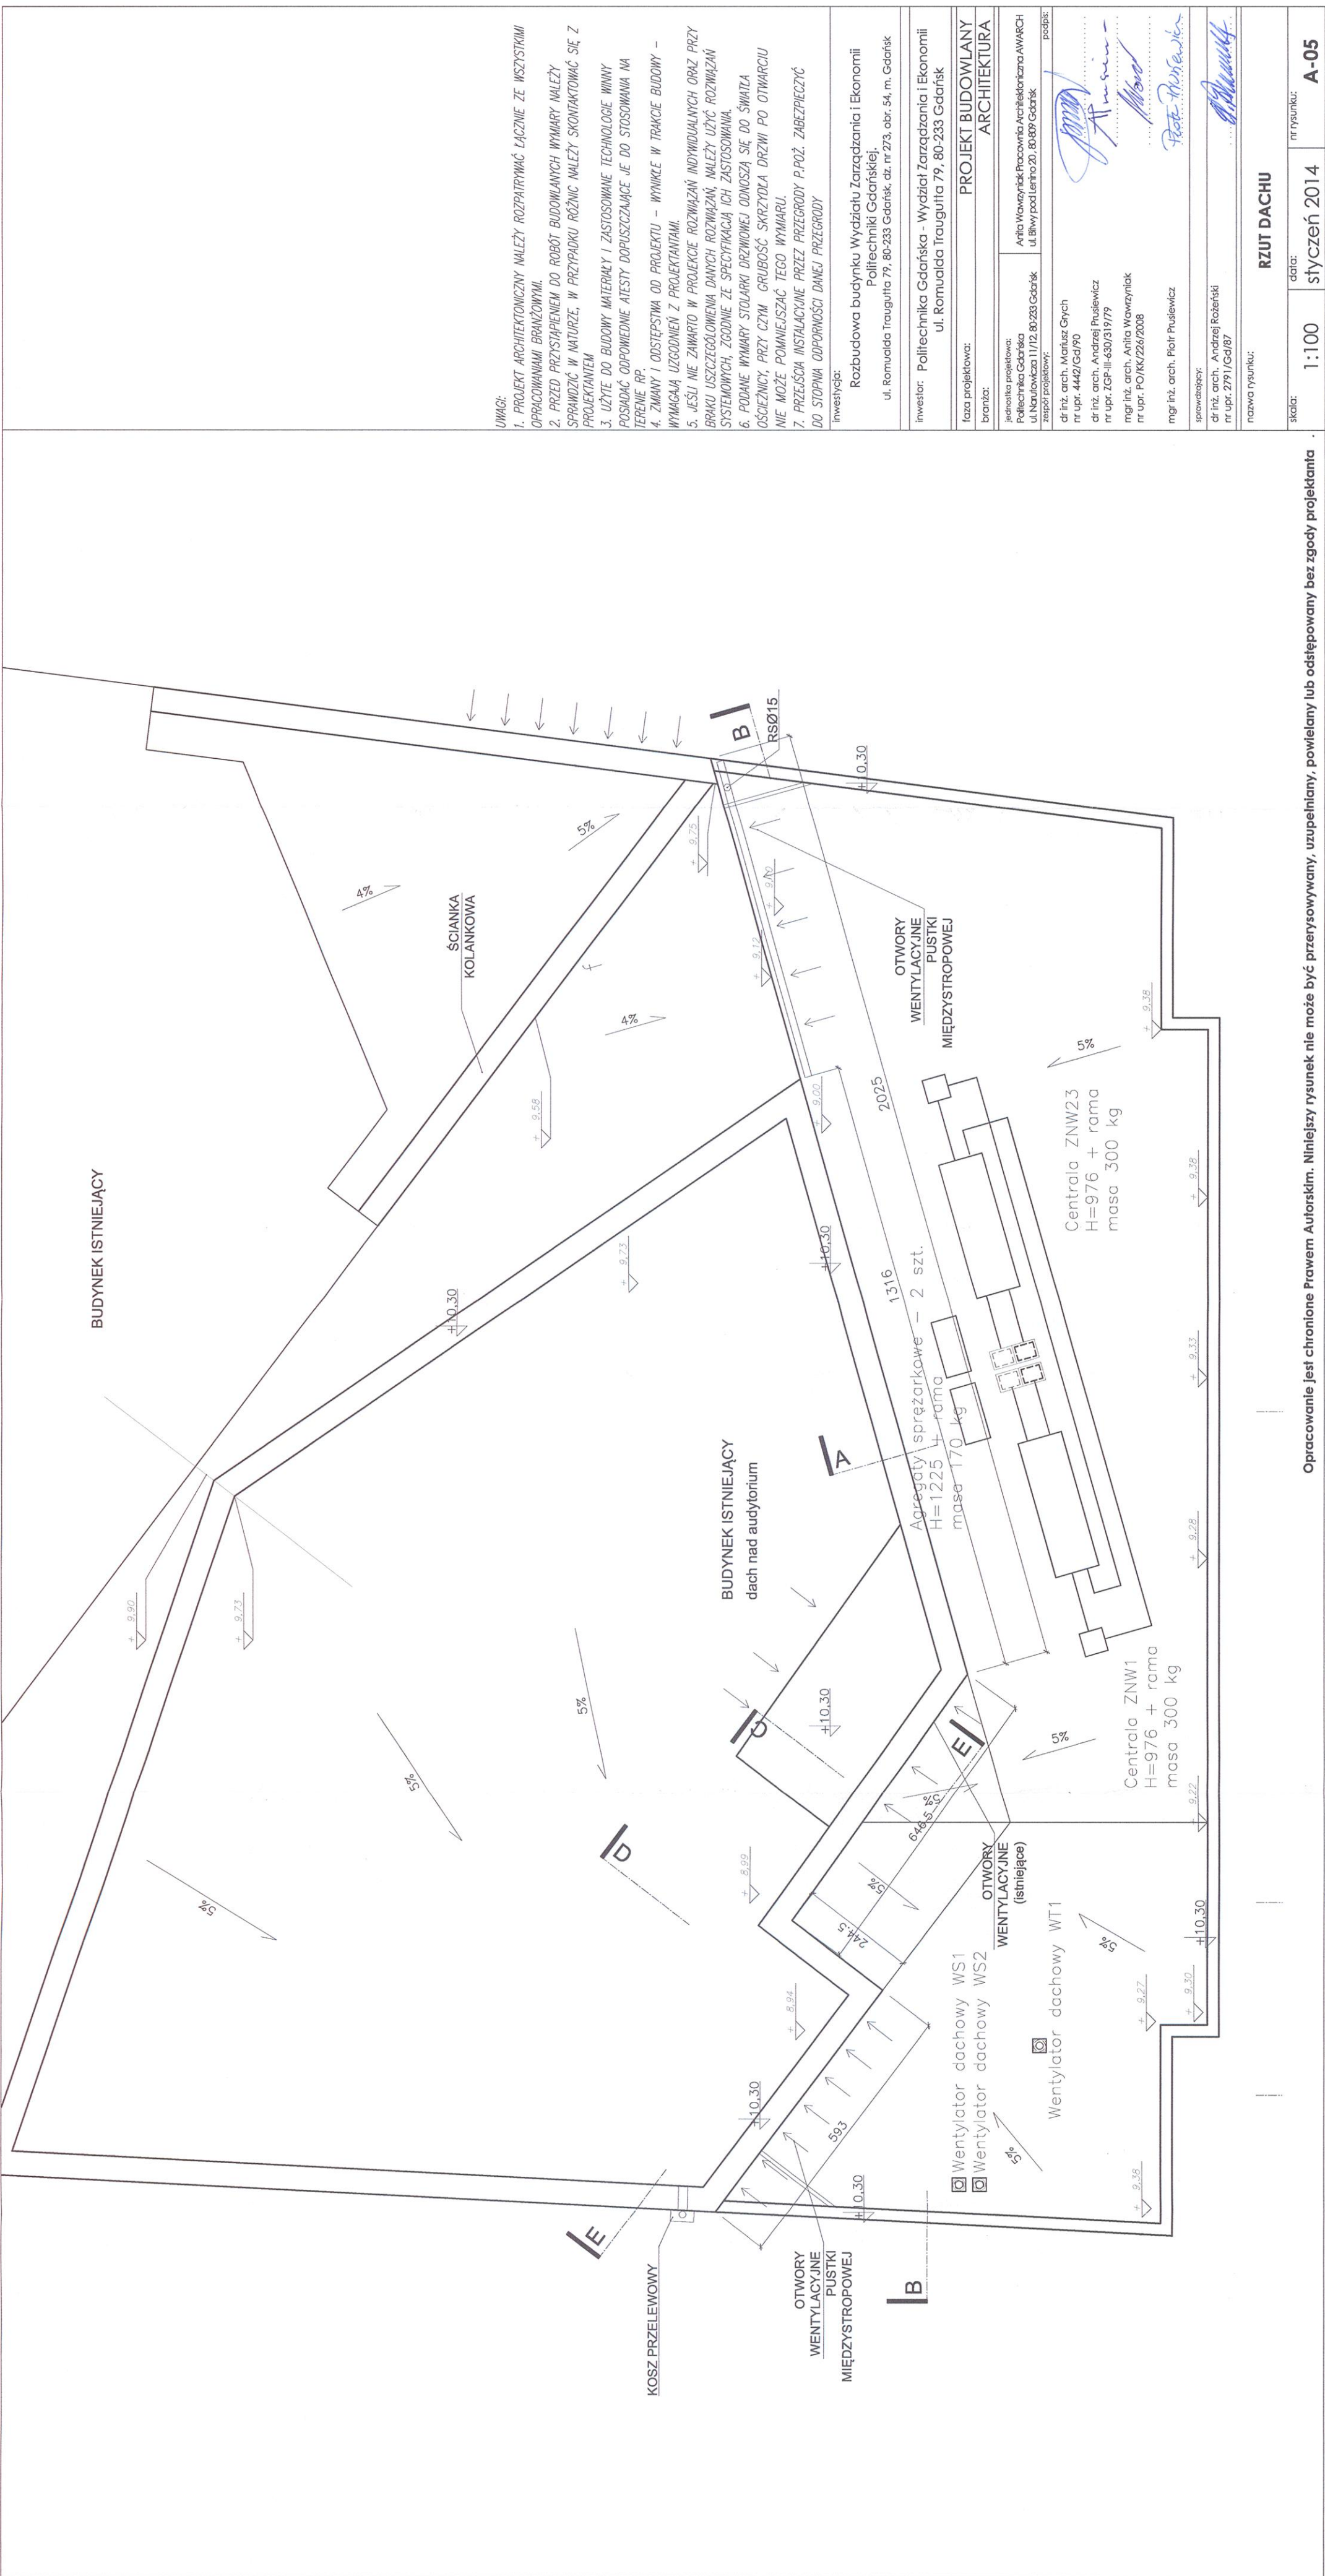 BUDYNEK ISTNIEJĄCY
+ 9,90
+ 9,73
5%
5%
5%
+10,30
4%
5%
ŚCIANKA
KOLANKOWA
4%
+ 9,58
+ 9,73
+ 9,75
B
RSØ15
+10,30
+ 9,12
+ 9,00
+10,30
OTWORY
WENTYLACYJNE
PUSTKI
MIĘDZYSTROPOWEJ
2025
1316
BUDYNEK ISTNIEJĄCY
dach nad audytorium
A
Agregaty sprężarkowe – 2 szt.
H=1225 + rama
masa 170 kg
Centrala ZNW23
H=976 + rama
masa 300 kg
5%
+ 9,38
+ 9,38
+ 9,33
+ 9,28
+ 9,22
Centrala ZNW1
H=976 + rama
masa 300 kg
5%
C
+10,30
D
E
5%
646.5
5%
244.5
OTWORY
WENTYLACYJNE
(istniejące)
+ 8,99
+ 8,94
+10,30
593
Wentylator dachowy WS1
Wentylator dachowy WS2
Wentylator dachowy WT1
5%
5%
+10,30
+ 9,30
+ 9,27
+ 9,38
+10,30
E
KOSZ PRZELEWOWY
OTWORY
WENTYLACYJNE
PUSTKI
MIĘDZYSTROPOWEJ
B
UWAGI:
1. PROJEKT ARCHITEKTONICZNY NALEŻY ROZPATRYWAĆ ŁĄCZNIE ZE WSZYSTKIMI
OPRACOWANIAMI BRANŻOWYMI.
2. PRZED PRZYSTĄPIENIEM DO ROBÓT BUDOWLANYCH WYMIARY NALEŻY
SPRAWDZIĆ W NATURZE, W PRZYPADKU RÓŻNIC NALEŻY SKONTAKTOWAĆ SIĘ Z
PROJEKTANTEM
3. UŻYTE DO BUDOWY MATERIAŁY I ZASTOSOWANE TECHNOLOGIE WINNY
POSIADAĆ ODPOWIEDNIE ATESTY DOPUSZCZAJĄCE JE DO STOSOWANIA NA
TERENIE RP.
4. ZMIANY I ODSTĘPSTWA OD PROJEKTU – WYNIKŁE W TRAKCIE BUDOWY –
WYMAGAJĄ UZGODNIEŃ Z PROJEKTANTAMI.
5. JEŚLI NIE ZAWARTO W PROJEKCIE ROZWIĄZAŃ INDYWIDUALNYCH ORAZ PRZY
BRAKU USZCZEGÓŁOWIENIA DANYCH ROZWIĄZAŃ, NALEŻY UŻYĆ ROZWIĄZAŃ
SYSTEMOWYCH, ZGODNIE ZE SPECYFIKACJĄ ICH ZASTOSOWANIA.
6. PODANE WYMIARY STOLARKI DRZWIOWEJ ODNOSZĄ SIĘ DO ŚWIATŁA
OŚCIEŻNICY, PRZY CZYM GRUBOŚĆ SKRZYDŁA DRZWI PO OTWARCIU
NIE MOŻE POMNIEJSZAĆ TEGO WYMIARU.
7. PRZEJŚCIA INSTALACYJNE PRZEZ PRZEGRODY P.POŻ. ZABEZPIECZYĆ
DO STOPNIA ODPORNOŚCI DANEJ PRZEGRODY
inwestycja:
Rozbudowa budynku Wydziału Zarządzania i Ekonomii
Politechniki Gdańskiej.
ul. Romualda Traugutta 79, 80-233 Gdańsk, dz. nr 273, obr. 54, m. Gdańsk
inwestor: Politechnika Gdańska - Wydział Zarządzania i Ekonomii
ul. Romualda Traugutta 79, 80-233 Gdańsk
faza projektowa: PROJEKT BUDOWLANY
branża: ARCHITEKTURA
jednostka projektowa:
Politechnika Gdańska
ul. Narutowicza 11/12, 80-233 Gdańsk
Anita Wawrzyniak Pracownia Architektoniczna AWARCH
ul. Bitwy pod Lenino 20, 80-809 Gdańsk
zespół projektowy: podpis:
dr inż. arch. Mariusz Grych
nr upr. 4442/Gd/90
dr inż. arch. Andrzej Prusiewicz
nr upr. ZGP-III-630/319/79
mgr inż. arch. Anita Wawrzyniak
nr upr. PO/KK/226/2008
mgr inż. arch. Piotr Prusiewicz
Piotr Prusiewicz
sprawdzający:
dr inż. arch. Andrzej Rożeński
nr upr. 2791/Gd/87
nazwa rysunku:
RZUT DACHU
skala: data: nr rysunku:
1:100 styczeń 2014 A-05
Opracowanie jest chronione Prawem Autorskim. Niniejszy rysunek nie może być przerysowywany, uzupełniany, powielany lub odstępowany bez zgody projektanta .